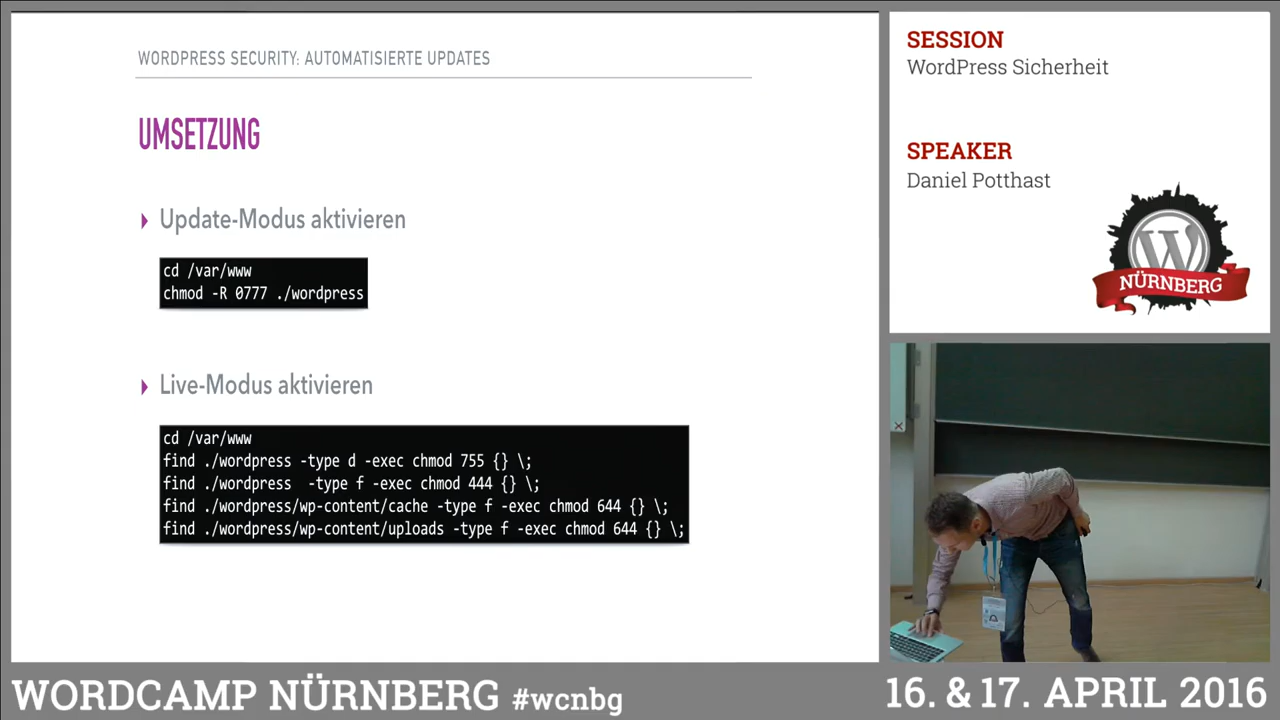 WORDPRESS SECURITY: AUTOMATISIERTE UPDATES
UMSETZUNG
Update-Modus aktivieren
cd /var/www
chmod -R 0777 ./wordpress
Live-Modus aktivieren
cd /var/www
find ./wordpress -type d -exec chmod 755 {} \;
find ./wordpress  -type f -exec chmod 444 {} \;
find ./wordpress/wp-content/cache -type f -exec chmod 644 {} \;
find ./wordpress/wp-content/uploads -type f -exec chmod 644 {} \;
SESSION
WordPress Sicherheit
SPEAKER
Daniel Potthast
W
NÜRNBERG
WORDCAMP NÜRNBERG #wcnbg
16. & 17. APRIL 2016